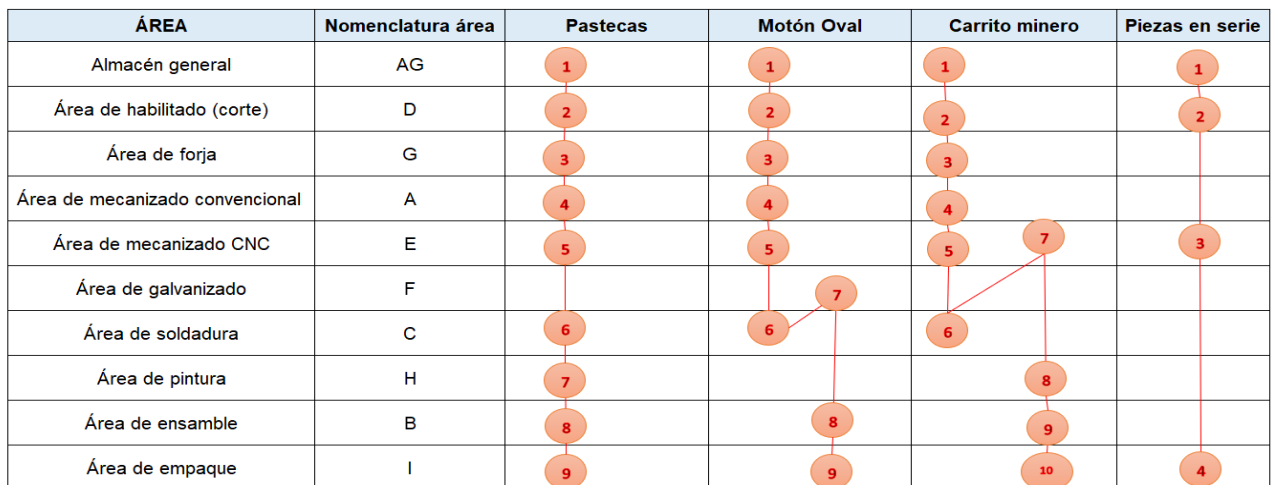 ÁREA Nomenclatura área Pastecas Motón Oval Carrito minero Piezas en serie
Almacén general AG 1 1 1 1
Área de habilitado (corte) D 2 2 2 2
Área de forja G 3 3 3
Área de mecanizado convencional A 4 4 4
Área de mecanizado CNC E 5 5 5 7 3
Área de galvanizado F 7
Área de soldadura C 6 6 6
Área de pintura H 7 8
Área de ensamble B 8 8 9
Área de empaque I 9 9 10 4